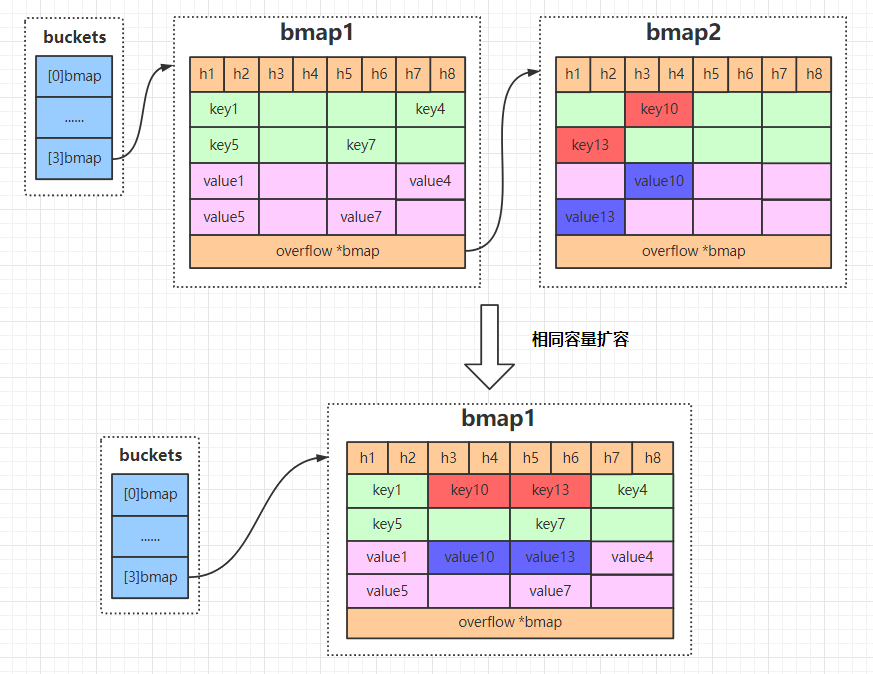 buckets
[0]bmap
......
[3]bmap
bmap1
h1 h2 h3 h4 h5 h6 h7 h8
key1 key4
key5 key7
value1 value4
value5 value7
overflow *bmap
bmap2
h1 h2 h3 h4 h5 h6 h7 h8
key10
key13
value10
value13
overflow *bmap
相同容量扩容
buckets
[0]bmap
......
[3]bmap
bmap1
h1 h2 h3 h4 h5 h6 h7 h8
key1 key10 key13 key4
key5 key7
value1 value10 value13 value4
value5 value7
overflow *bmap